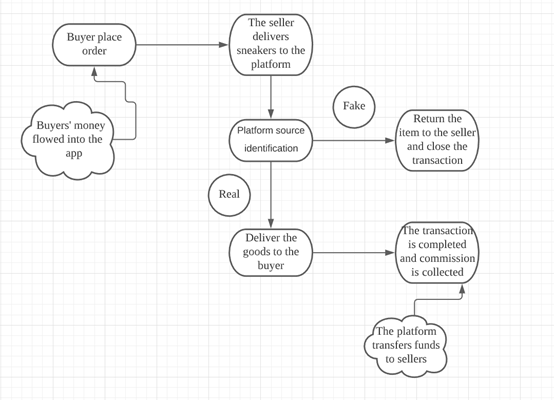 Buyer place
order
The seller
delivers
sneakers to the
platform
Buyers' money
flowed into the
app
Fake
Platform source
identification
Return the
item to the seller
and close the
transaction
Real
Deliver the
goods to the
buyer
The transaction
is completed
and commission
is collected
The platform
transfers funds
to sellers